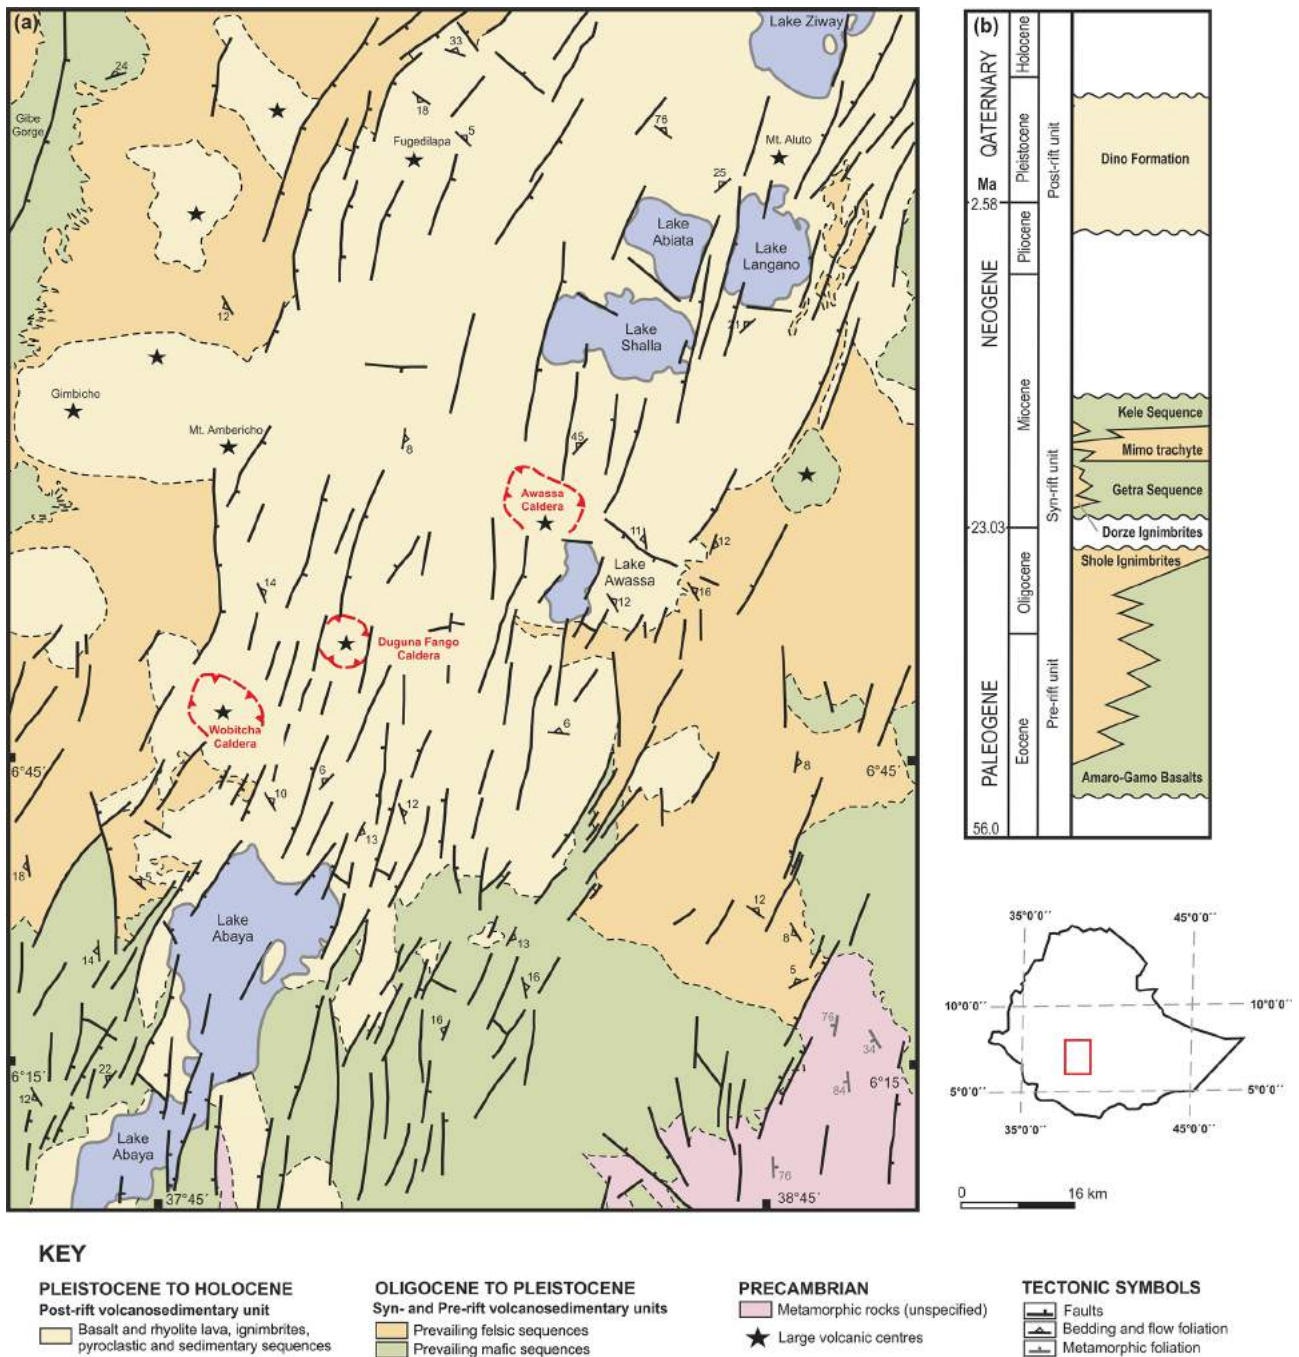 (a)
Lake Ziway
33
24
Gibe
Gorge
18
5
Fugedilapa
76
Mt. Aluto
25
Lake
Abiata
Lake
Langano
12
21
Lake
Shalla
Gimbicho
Mt. Ambericho
8
45
Awassa
Caldera
11
12
Lake
Awassa
14
12
16
Duguna Fango
Caldera
Wobitcha
Caldera
6
6°45´
6
8
6°45´
10
12
13
18
5
Lake
Abaya
12
8
13
14
5
16
16
76
34
6°15´
22
84
6°15´
12
Lake
Abaya
76
37°45´
38°45´
(b)
QATERNARY
Holocene
Pleistocene
Post-rift unit
Dino Formation
Ma
2.58
NEOGENE
Pliocene
Miocene
Syn-rift unit
Kele Sequence
Mimo trachyte
Getra Sequence
23.03
Dorze Ignimbrites
Shole Ignimbrites
PALEOGENE
Oligocene
Eocene
Pre-rift unit
Amaro-Gamo Basalts
56.0
35°0´0´´
45°0´0´´
10°0´0´´
10°0´0´´
5°0´0´´
5°0´0´´
35°0´0´´
45°0´0´´
0
16 km
KEY
PLEISTOCENE TO HOLOCENE
Post-rift volcanosedimentary unit
Basalt and rhyolite lava, ignimbrites,
pyroclastic and sedimentary sequences
OLIGOCENE TO PLEISTOCENE
Syn- and Pre-rift volcanosedimentary units
Prevailing felsic sequences
Prevailing mafic sequences
PRECAMBRIAN
Metamorphic rocks (unspecified)
Large volcanic centres
TECTONIC SYMBOLS
Faults
Bedding and flow foliation
Metamorphic foliation